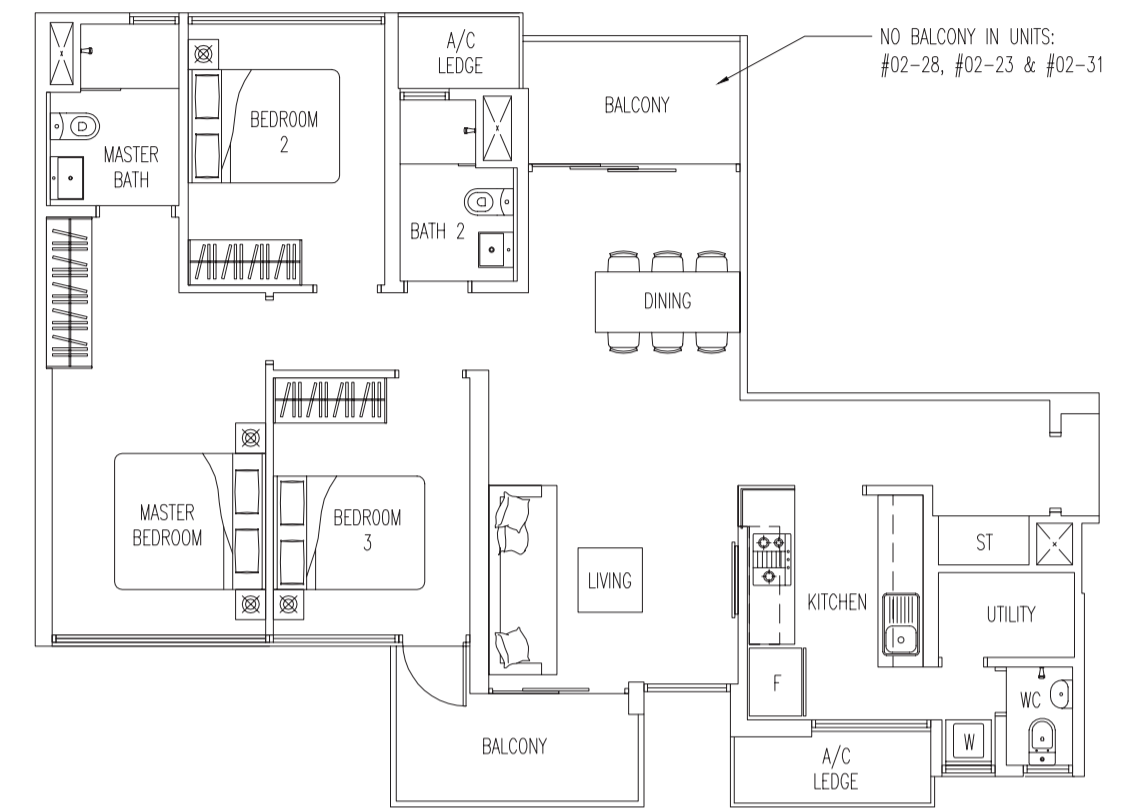 A/C
LEDGE
NO BALCONY IN UNITS:
#02-28, #02-23 & #02-31
BALCONY
BEDROOM
2
MASTER
BATH
BATH 2
DINING
MASTER
BEDROOM
BEDROOM
3
LIVING
KITCHEN
ST
UTILITY
F
WC
W
BALCONY
A/C
LEDGE